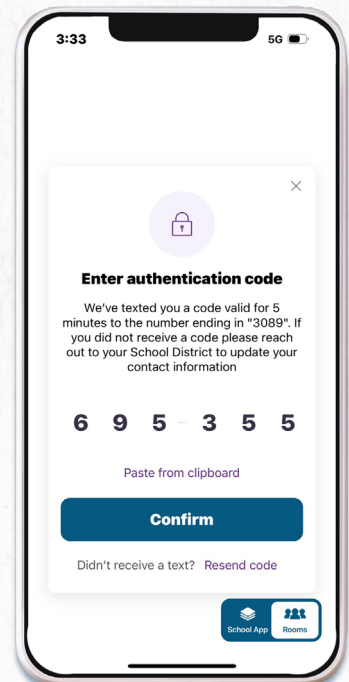 3:33 5G
Enter authentication code
We've texted you a code valid for 5
minutes to the number ending in "3089". If
you did not receive a code please reach
out to your School District to update your
contact information
6 9 5 - 3 5 5
Paste from clipboard
Confirm
Didn't receive a text? Resend code
School App Rooms